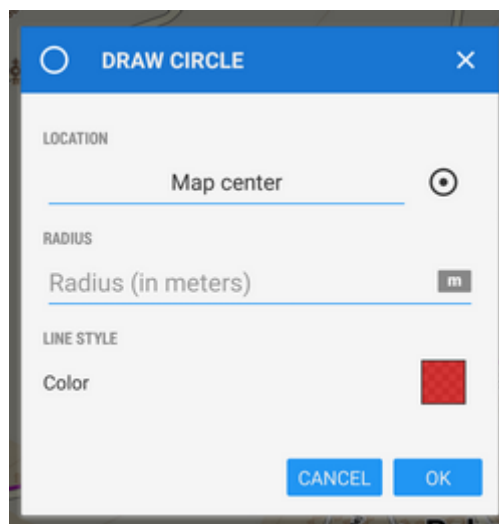 DRAW CIRCLE
LOCATION
Map center
RADIUS
Radius (in meters)
m
LINE STYLE
Color
CANCEL
OK